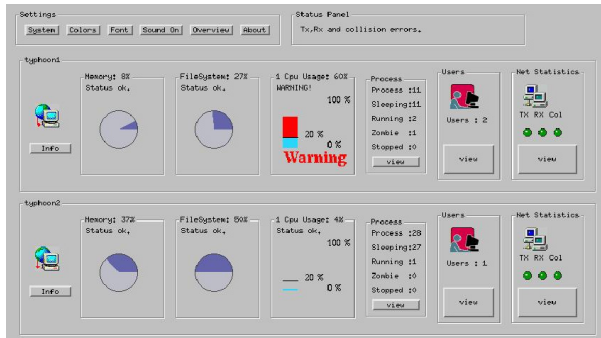 Settings
System Colors Font Sound On Overview About
Status Panel
Tx,Rx and collision errors.
typhoon1
Info
Memory: 8%
Status ok,
FileSystem: 27%
Status ok,
1 Cpu Usage: 60%
WARNING!
100 %
20 %
0 %
Warning
Process
Process :11
Sleeping:11
Running :2
Zombie :1
Stopped :0
view
Users
Users : 2
view
Net Statistics
TX RX Col
view
typhoon2
Info
Memory: 37%
Status ok,
FileSystem: 50%
Status ok,
1 Cpu Usage: 4%
Status ok,
100 %
20 %
0 %
Process
Process :28
Sleeping:27
Running :1
Zombie :0
Stopped :0
view
Users
Users : 1
view
Net Statistics
TX RX Col
view